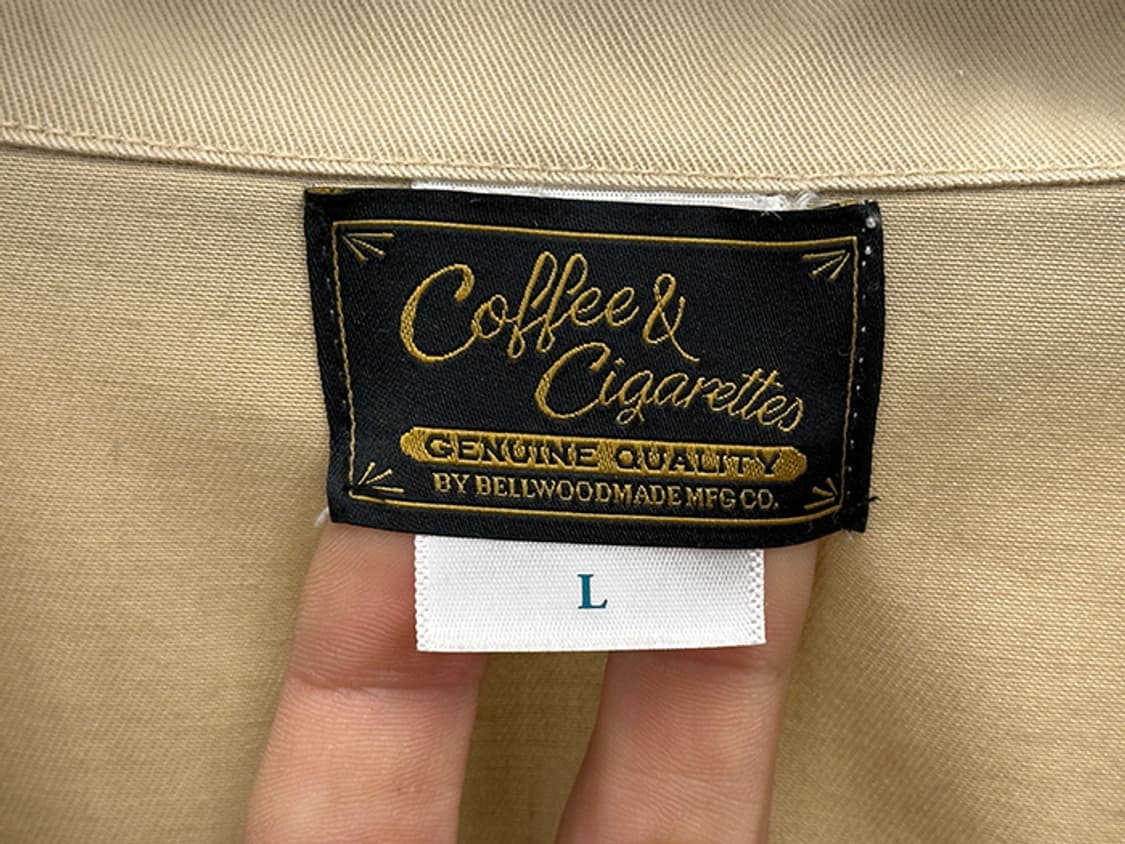 Coffee &
Cigarettes
GENUINE QUALITY
BY BELLWOODMADE MFG CO.
L